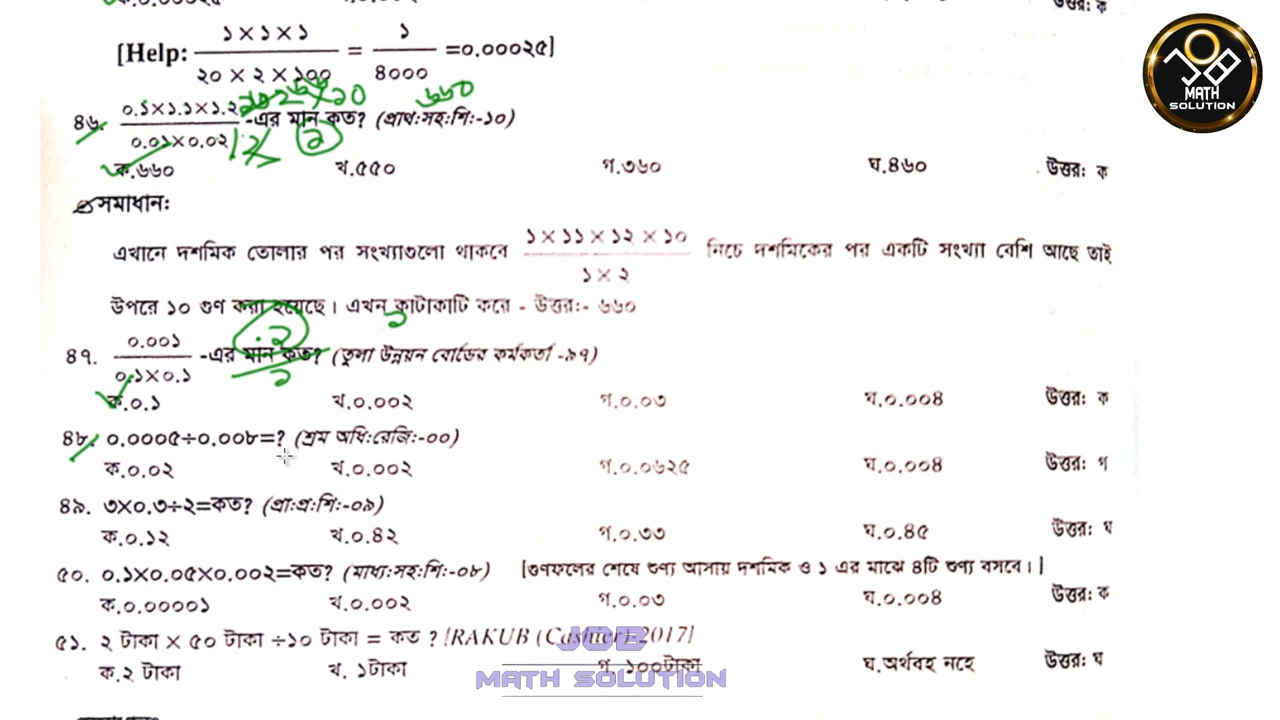 উত্তর: ক
[Help: ১×১×১ / ২০×২×১০০ = ১ / ৪০০০ =০.০০০২৫]
৪৬. ০.১×১.১×১.২ / ০.০১×০.০২ -এর মান কত? (প্রাথ:সহ:শি:-১০)
ক.৬৬০ খ.৫৫০ গ.৩৬০ ঘ.৪৬০ উত্তর: ক
সমাধান:
এখানে দশমিক তোলার পর সংখ্যাগুলো থাকবে ১×১১×১২×১০ / ১×২ নিচে দশমিকের পর একটি সংখ্যা বেশি আছে তাই
উপরে ১০ গুণ করা হয়েছে। এখন কাটাকাটি করে - উত্তর:- ৬৬০
৪৭. ০.০০১ / ০.১×০.১ -এর মান কত? (তুলা উন্নয়ন বোর্ডের কর্মকর্তা -৯৭)
ক.০.১ খ.০.০০২ গ.০.০৩ ঘ.০.০০৪ উত্তর: ক
৪৮. ০.০০০৫÷০.০০৮=? (শ্রম অধি:রেজি:-০০)
ক.০.০২ খ.০.০০২ গ.০.০৬২৫ ঘ.০.০০৪ উত্তর: গ
৪৯. ৩×০.৩÷২=কত? (প্রা:প্র:শি:-০৯)
ক.০.১২ খ.০.৪২ গ.০.৩৩ ঘ.০.৪৫ উত্তর: ঘ
৫০. ০.১×০.০৫×০.০০২=কত? (মাধ্য:সহ:শি:-০৮) [গুণফলের শেষে শুণ্য আসায় দশমিক ও ১ এর মাঝে ৪টি শুণ্য বসবে।]
ক.০.০০০০১ খ.০.০০২ গ.০.০৩ ঘ.০.০০৪ উত্তর: ক
৫১. ২ টাকা × ৫০ টাকা ÷১০ টাকা = কত ? [RAKUB (Cashier)-2017]
ক.২ টাকা খ. ১টাকা গ. ১০০টাকা ঘ.অর্থবহ নহে উত্তর: ঘ
JOB
MATH SOLUTION
MATH
SOLUTION